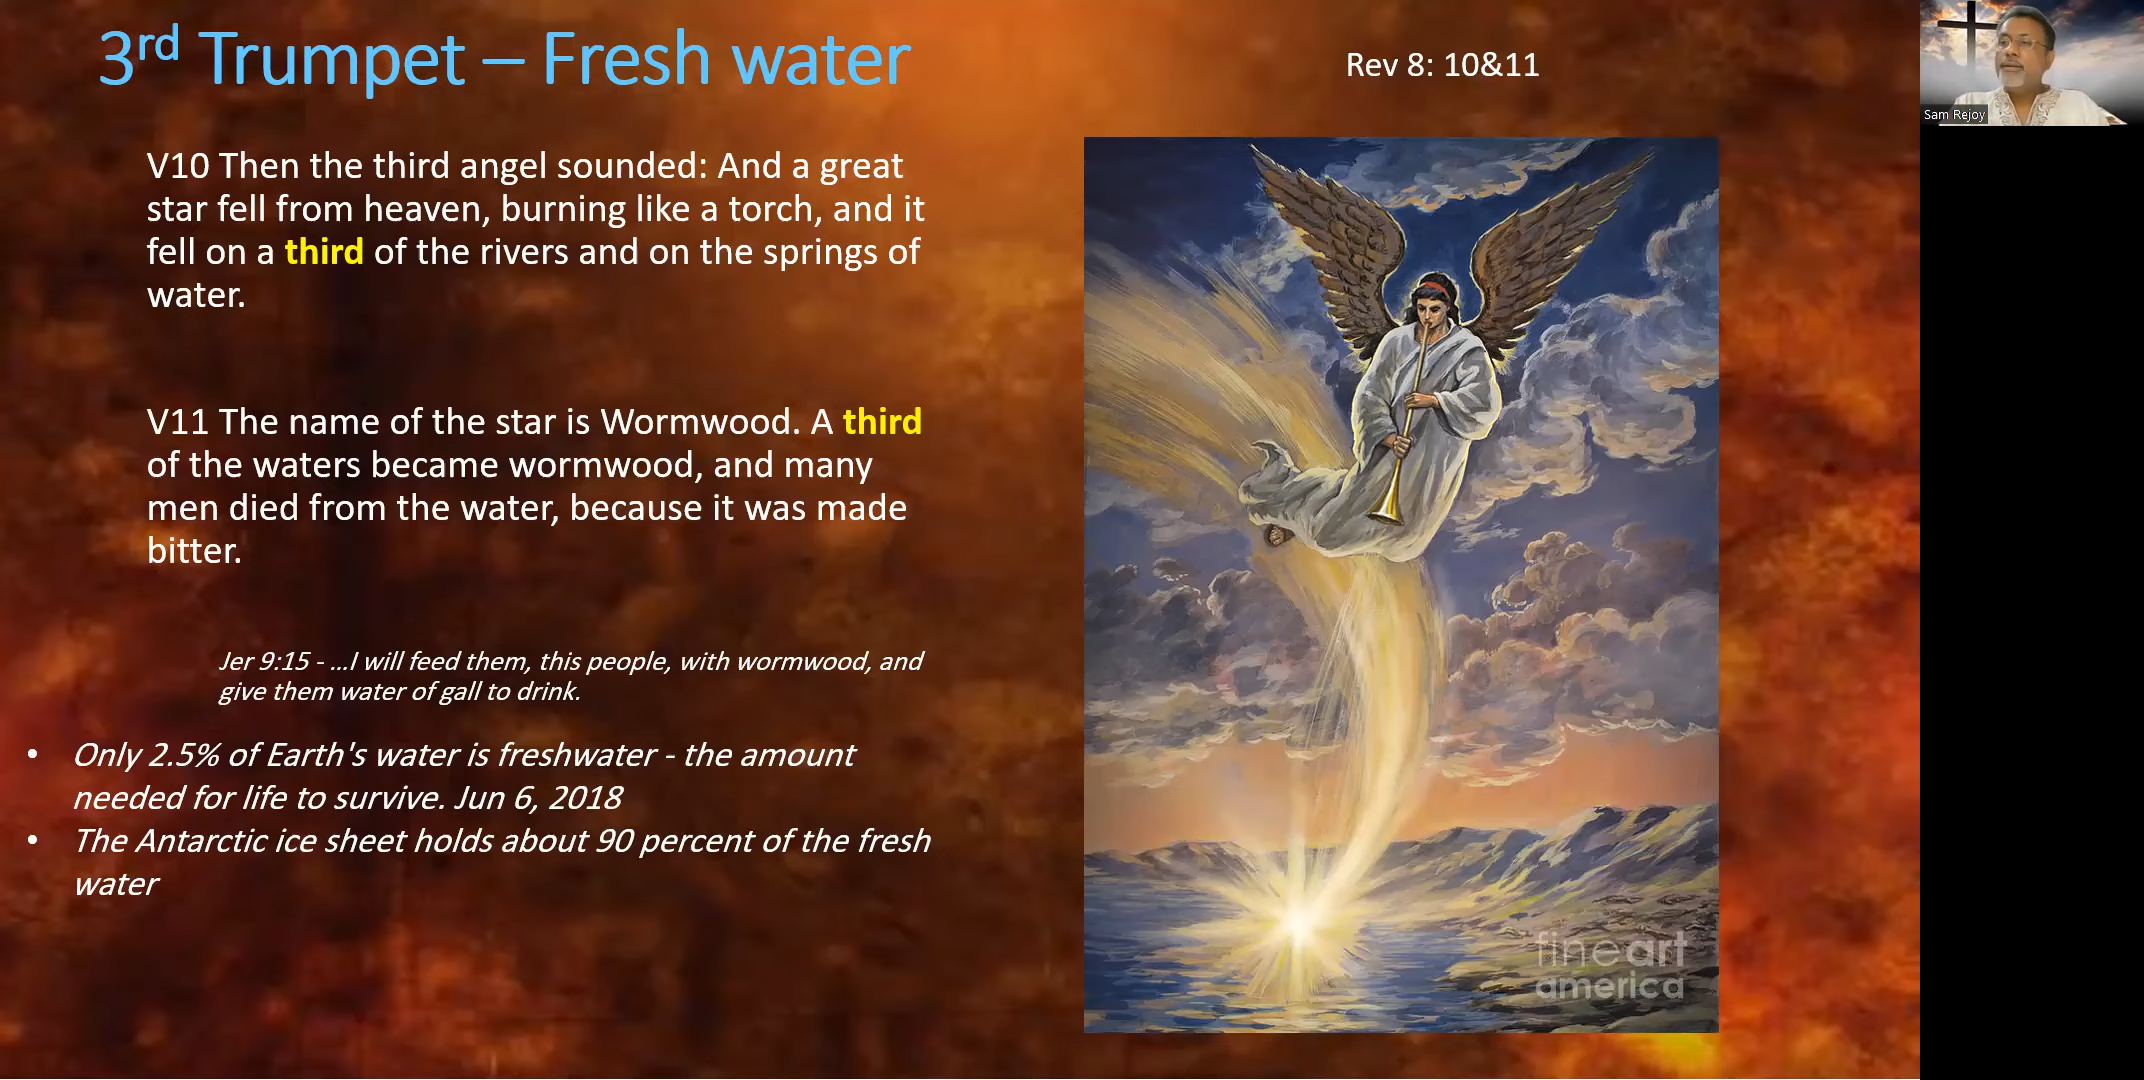 3rd Trumpet – Fresh water
Rev 8: 10&11
V10 Then the third angel sounded: And a great
star fell from heaven, burning like a torch, and it
fell on a third of the rivers and on the springs of
water.
V11 The name of the star is Wormwood. A third
of the waters became wormwood, and many
men died from the water, because it was made
bitter.
Jer 9:15 - ...I will feed them, this people, with wormwood, and
give them water of gall to drink.
• Only 2.5% of Earth's water is freshwater - the amount
needed for life to survive. Jun 6, 2018
• The Antarctic ice sheet holds about 90 percent of the fresh
water
fineart
america
Sam Rejoy